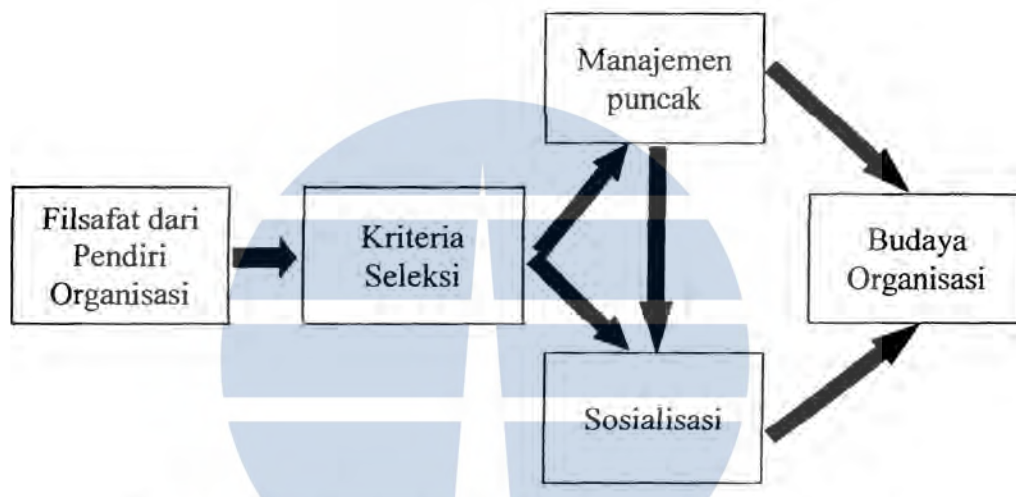 Filsafat dari
Pendiri
Organisasi
Kriteria
Seleksi
Manajemen
puncak
Sosialisasi
Budaya
Organisasi